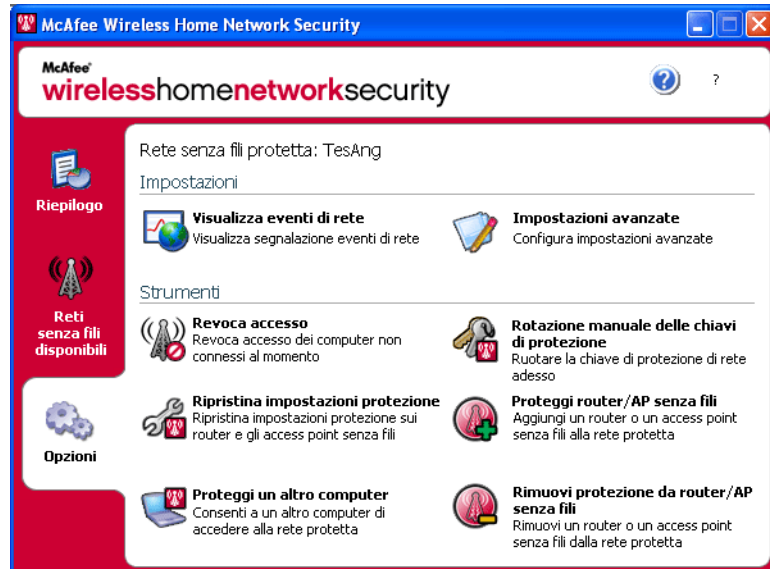 McAfee Wireless Home Network Security
McAfee®
wirelesshomenetworksecurity
?
?
Riepilogo
Reti
senza fili
disponibili
Opzioni
Rete senza fili protetta: TesAng
Impostazioni
Visualizza eventi di rete
Visualizza segnalazione eventi di rete
Impostazioni avanzate
Configura impostazioni avanzate
Strumenti
Revoca accesso
Revoca accesso dei computer non
connessi al momento
Rotazione manuale delle chiavi
di protezione
Ruotare la chiave di protezione di rete
adesso
Ripristina impostazioni protezione
Ripristina impostazioni protezione sui
router e gli access point senza fili
Proteggi router/AP senza fili
Aggiungi un router o un access point
senza fili alla rete protetta
Proteggi un altro computer
Consenti a un altro computer di
accedere alla rete protetta
Rimuovi protezione da router/AP
senza fili
Rimuovi un router o un access point
senza fili dalla rete protetta